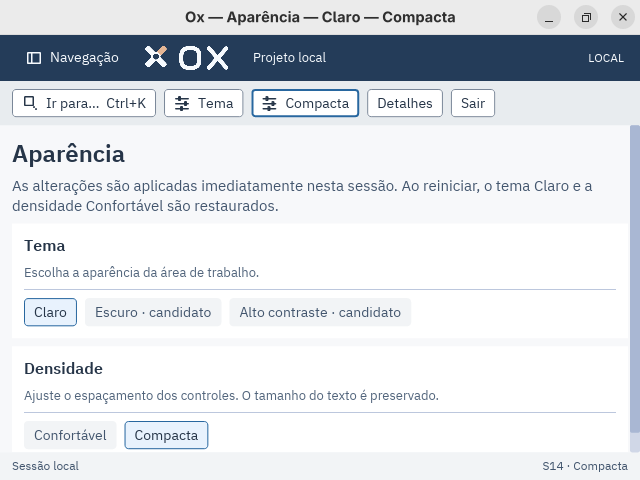 Ox — Aparência — Claro — Compacta
Navegação
OX
Projeto local
LOCAL
Ir para... Ctrl+K
Tema
Compacta
Detalhes
Sair
Aparência
As alterações são aplicadas imediatamente nesta sessão. Ao reiniciar, o tema Claro e a
densidade Confortável são restaurados.
Tema
Escolha a aparência da área de trabalho.
Claro
Escuro · candidato
Alto contraste · candidato
Densidade
Ajuste o espaçamento dos controles. O tamanho do texto é preservado.
Confortável
Compacta
Sessão local
S14 · Compacta